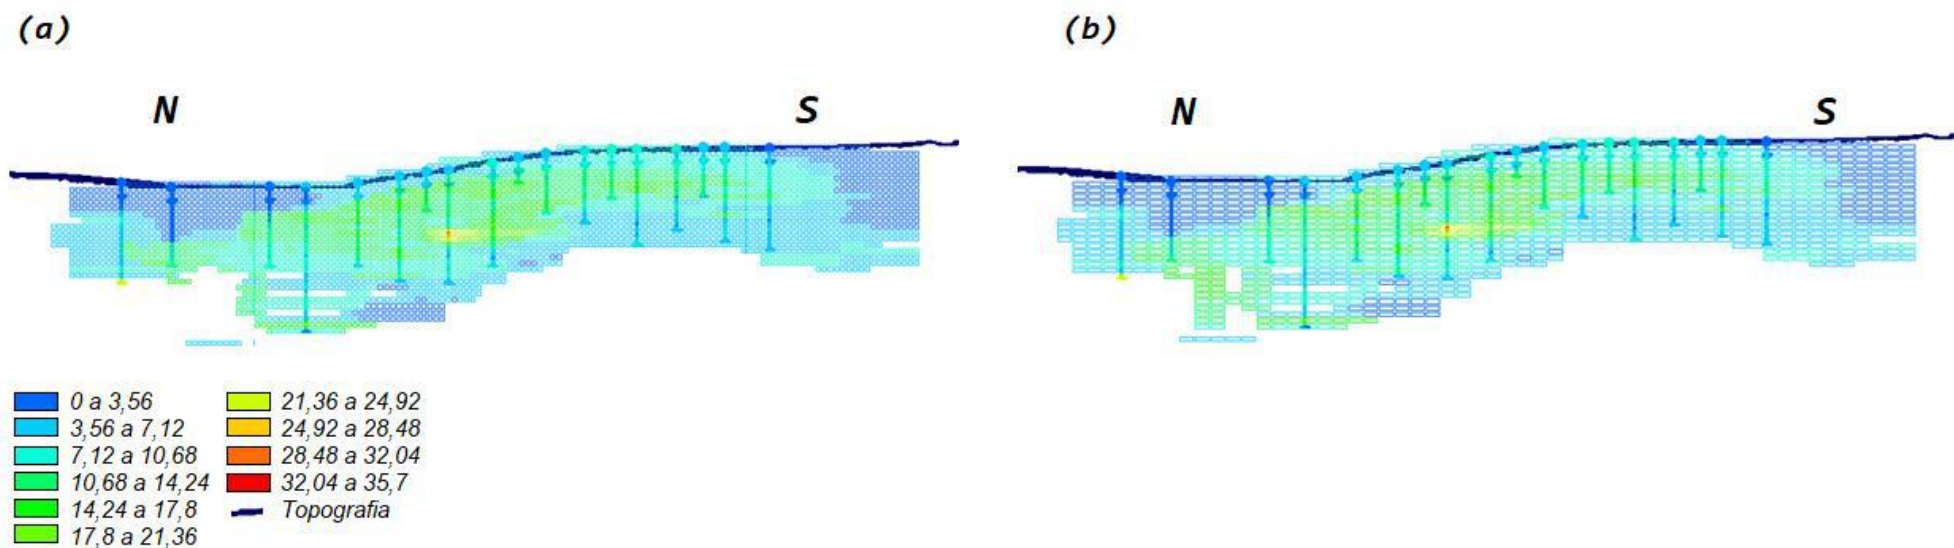 (a)
(b)
N
S
N
S
0 a 3,56
3,56 a 7,12
7,12 a 10,68
10,68 a 14,24
14,24 a 17,8
17,8 a 21,36
21,36 a 24,92
24,92 a 28,48
28,48 a 32,04
32,04 a 35,7
Topografia